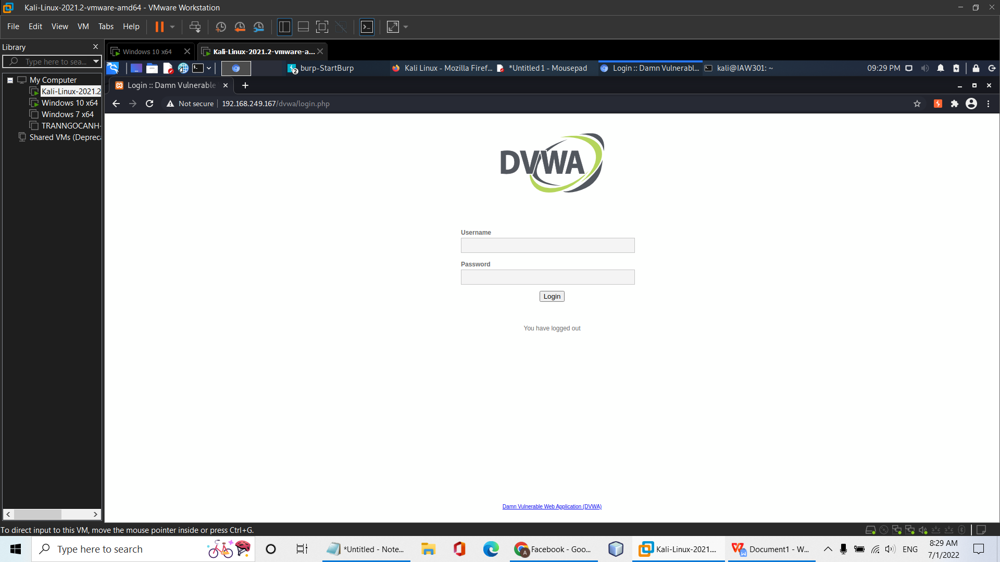 Kali-Linux-2021.2-vmware-amd64 - VMware Workstation
File Edit View VM Tabs Help
Library
Type here to sea...
My Computer
Kali-Linux-2021.2
Windows 10 x64
Windows 7 x64
TRANNGOCANH-
Shared VMs (Depreca
Windows 10 x64
Kali-Linux-2021.2-vmware-a...
2 burp-StartBurp
Kali Linux - Mozilla Firef...
*Untitled 1 - Mousepad
Login :: Damn Vulnerabl...
kali@IAW301: ~
09:29 PM
Login :: Damn Vulnerable
Not secure 192.168.249.167/dvwa/login.php
DVWA
Username
Password
Login
You have logged out
Damn Vulnerable Web Application (DVWA)
To direct input to this VM, move the mouse pointer inside or press Ctrl+G.
Type here to search
*Untitled - Note...
A Facebook - Goo...
Kali-Linux-2021....
Document1 - W...
ENG
8:29 AM
7/1/2022